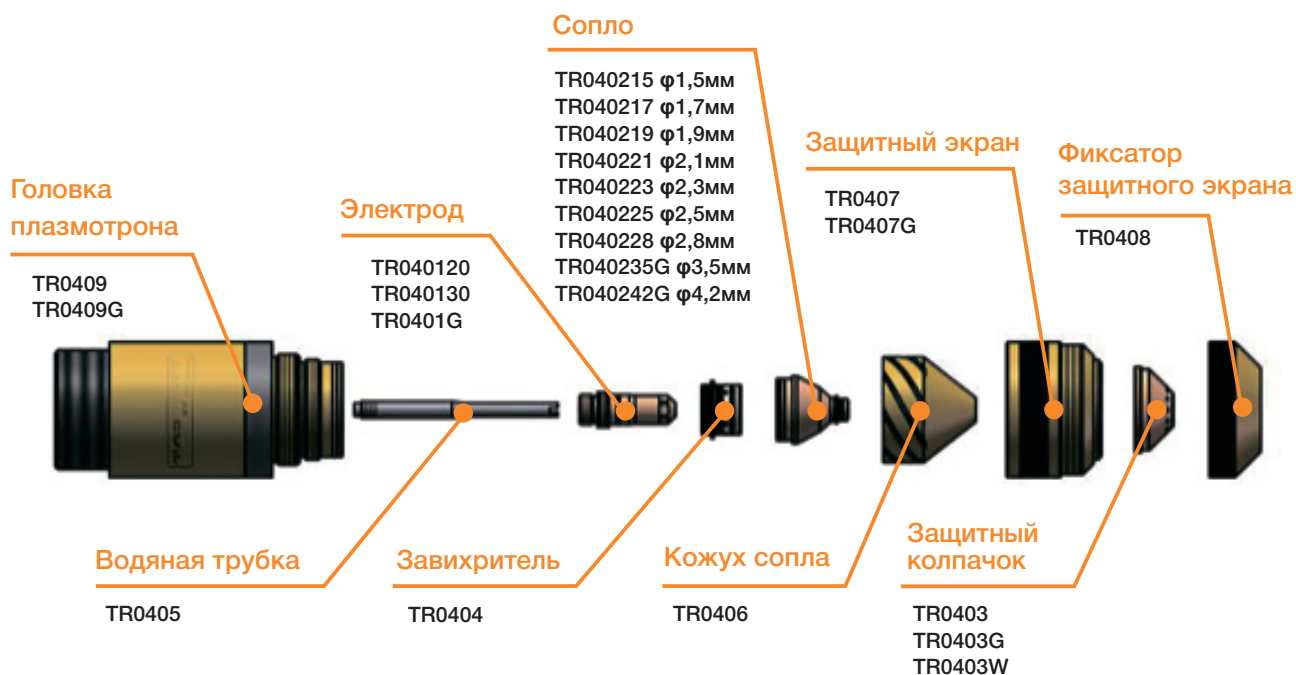 Сопло
TR040215 φ1,5мм
TR040217 φ1,7мм
TR040219 φ1,9мм
TR040221 φ2,1мм
TR040223 φ2,3мм
TR040225 φ2,5мм
TR040228 φ2,8мм
TR040235G φ3,5мм
TR040242G φ4,2мм
Защитный экран
TR0407
TR0407G
Фиксатор
защитного экрана
TR0408
Головка
плазмотрона
TR0409
TR0409G
Электрод
TR040120
TR040130
TR0401G
Водяная трубка
TR0405
Завихритель
TR0404
Кожух сопла
TR0406
Защитный
колпачок
TR0403
TR0403G
TR0403W